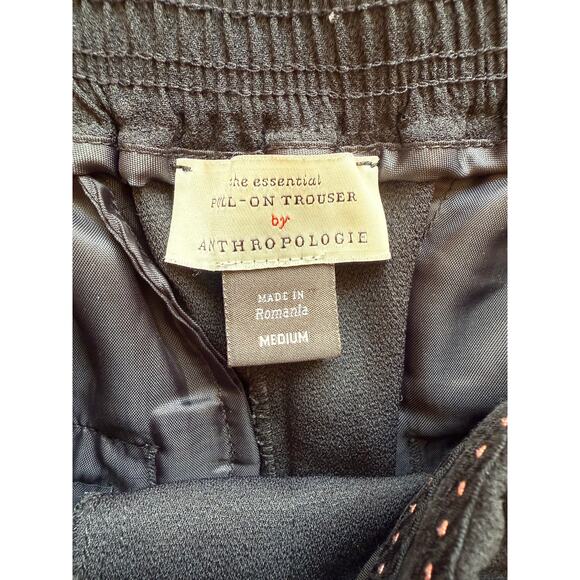 the essential
PULL-ON TROUSER
by
ANTHROPOLOGIE
MADE IN
Romania
MEDIUM